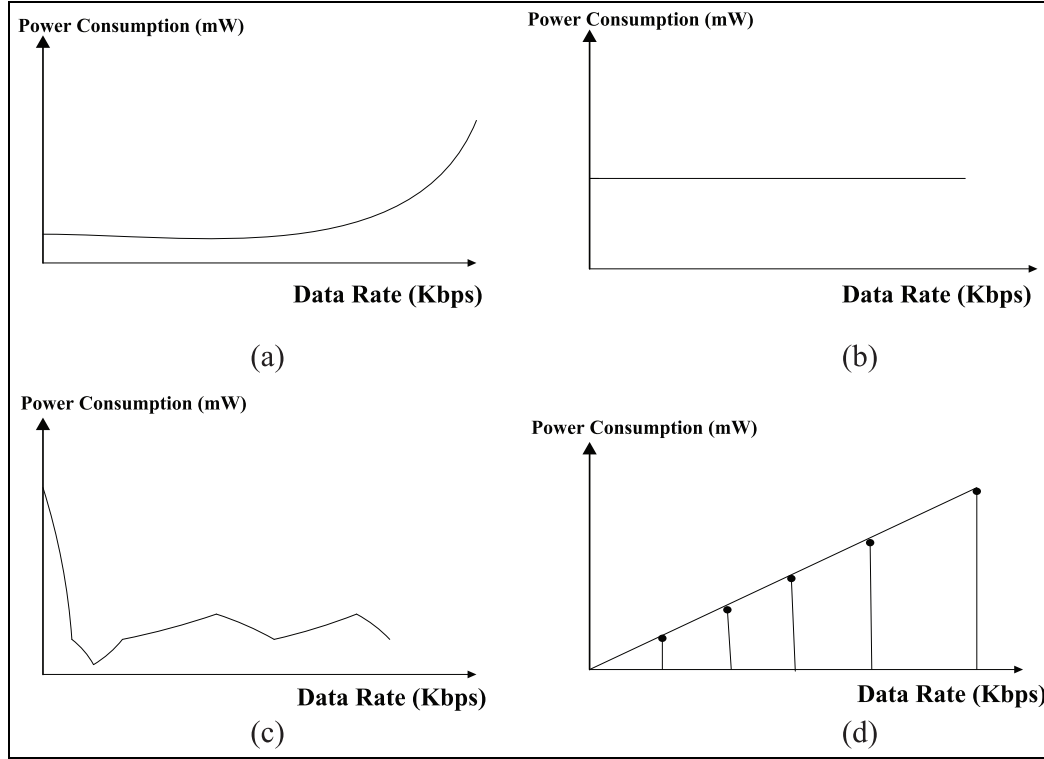 Power Consumption (mW)
Data Rate (Kbps)
(a)
Power Consumption (mW)
Data Rate (Kbps)
(b)
Power Consumption (mW)
Data Rate (Kbps)
(c)
Power Consumption (mW)
Data Rate (Kbps)
(d)